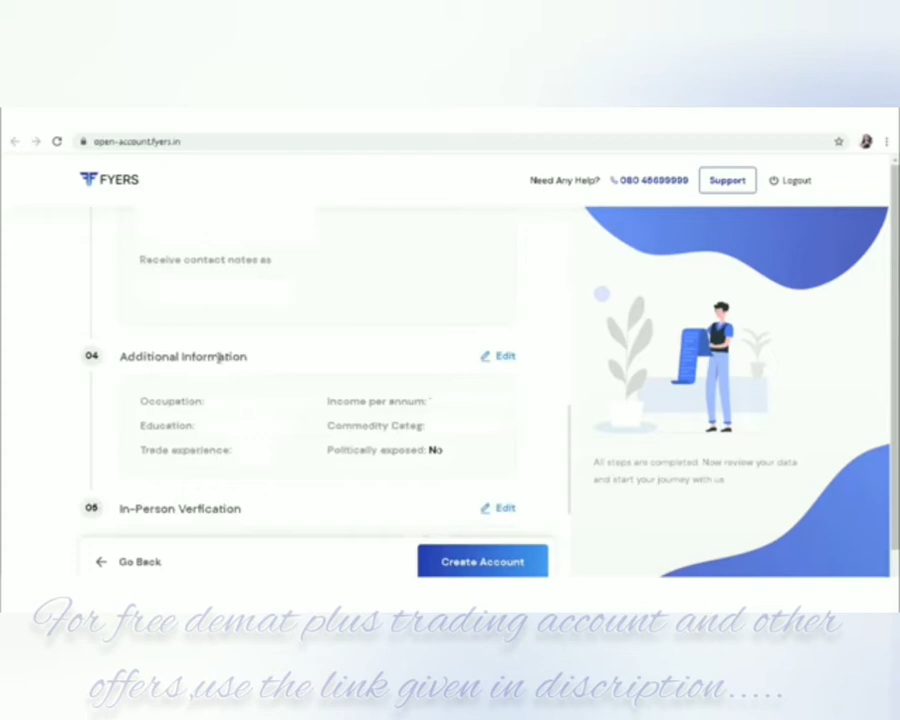 open-account.fyers.in
FYERS
Need Any Help? 080 45699999 Support Logout
Receive contact notes as
04 Additional Information Edit
Occupation: Income per annum:
Education: Commodity Categ:
Trade experience: Politically exposed: No
05 In-Person Verfication Edit
All steps are completed. Now review your data
and start your journey with us
Go Back Create Account
For free demat plus trading account and other
offers ,use the link given in discription.....